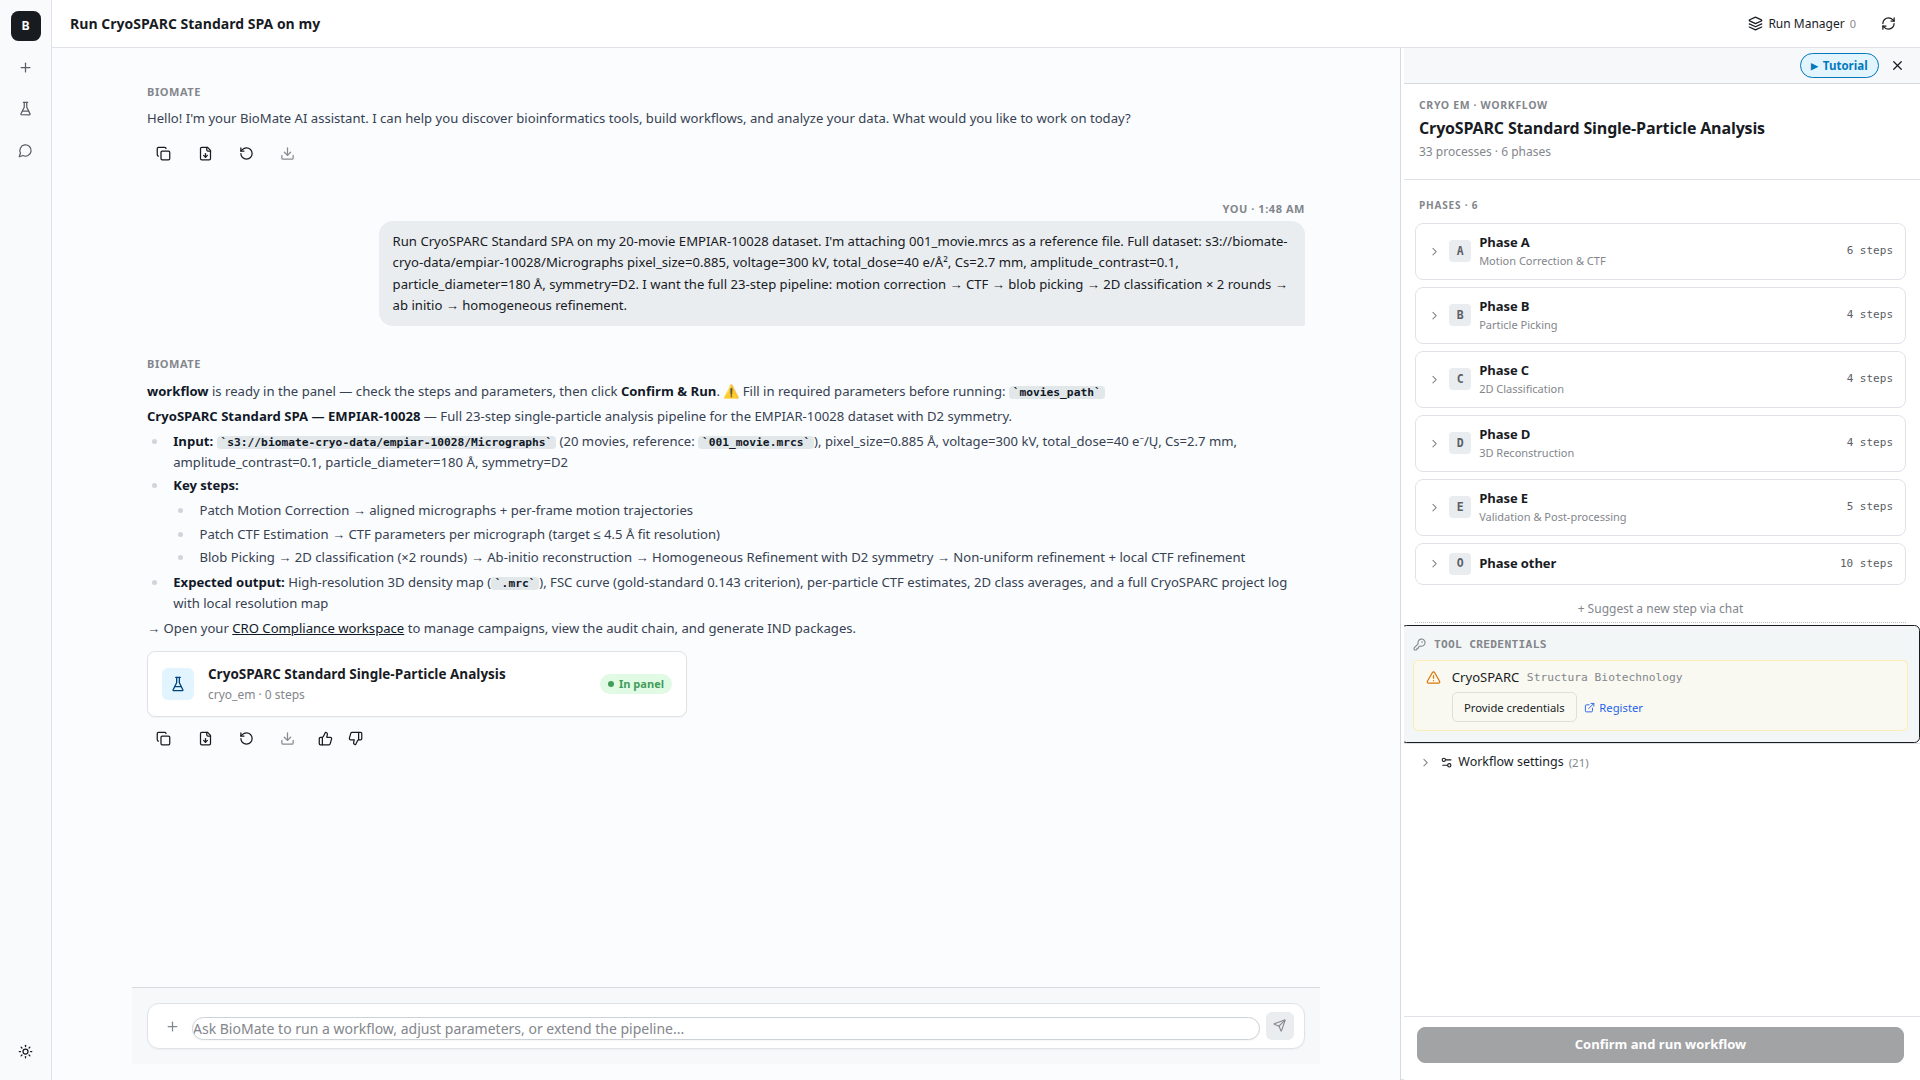 B
Run CryoSPARC Standard SPA on my
Run Manager 0
BIOMATE
Hello! I'm your BioMate AI assistant. I can help you discover bioinformatics tools, build workflows, and analyze your data. What would you like to work on today?
YOU · 1:48 AM
Run CryoSPARC Standard SPA on my 20-movie EMPIAR-10028 dataset. I'm attaching 001_movie.mrcs as a reference file. Full dataset: s3://biomate-
cryo-data/empiar-10028/Micrographs pixel_size=0.885, voltage=300 kV, total_dose=40 e/Å², Cs=2.7 mm, amplitude_contrast=0.1,
particle_diameter=180 Å, symmetry=D2. I want the full 23-step pipeline: motion correction → CTF → blob picking → 2D classification × 2 rounds →
ab initio → homogeneous refinement.
BIOMATE
workflow is ready in the panel — check the steps and parameters, then click Confirm & Run. ⚠️ Fill in required parameters before running: `movies_path`
CryoSPARC Standard SPA — EMPIAR-10028 — Full 23-step single-particle analysis pipeline for the EMPIAR-10028 dataset with D2 symmetry.
Input: `s3://biomate-cryo-data/empiar-10028/Micrographs` (20 movies, reference: `001_movie.mrcs`), pixel_size=0.885 Å, voltage=300 kV, total_dose=40 e⁻/Ų, Cs=2.7 mm,
amplitude_contrast=0.1, particle_diameter=180 Å, symmetry=D2
Key steps:
Patch Motion Correction → aligned micrographs + per-frame motion trajectories
Patch CTF Estimation → CTF parameters per micrograph (target ≤ 4.5 Å fit resolution)
Blob Picking → 2D classification (×2 rounds) → Ab-initio reconstruction → Homogeneous Refinement with D2 symmetry → Non-uniform refinement + local CTF refinement
Expected output: High-resolution 3D density map (`.mrc`), FSC curve (gold-standard 0.143 criterion), per-particle CTF estimates, 2D class averages, and a full CryoSPARC project log
with local resolution map
→ Open your CRO Compliance workspace to manage campaigns, view the audit chain, and generate IND packages.
CryoSPARC Standard Single-Particle Analysis
cryo_em · 0 steps
In panel
Ask BioMate to run a workflow, adjust parameters, or extend the pipeline...
▶ Tutorial
CRYO EM · WORKFLOW
CryoSPARC Standard Single-Particle Analysis
33 processes · 6 phases
PHASES · 6
A Phase A 6 steps
Motion Correction & CTF
B Phase B 4 steps
Particle Picking
C Phase C 4 steps
2D Classification
D Phase D 4 steps
3D Reconstruction
E Phase E 5 steps
Validation & Post-processing
O Phase other 10 steps
+ Suggest a new step via chat
TOOL CREDENTIALS
CryoSPARC Structura Biotechnology
Provide credentials Register
Workflow settings (21)
Confirm and run workflow